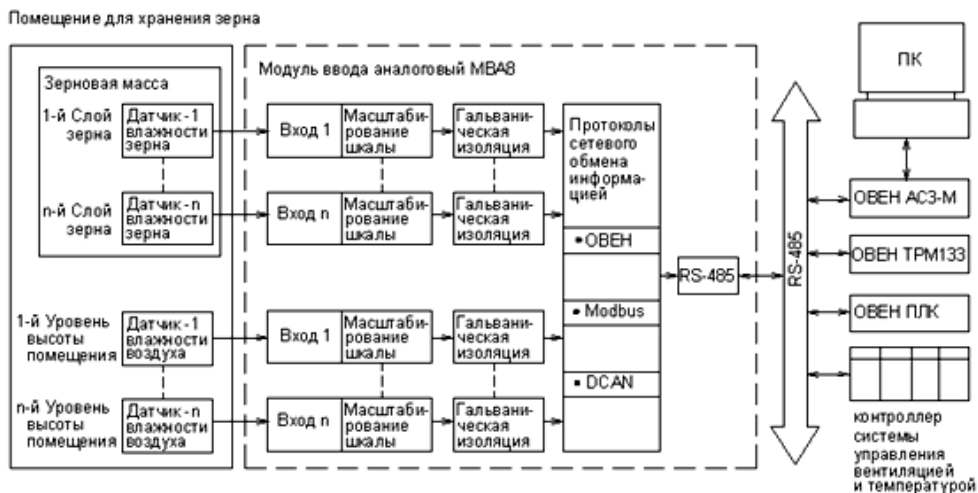 Помещение для хранения зерна
Зерновая масса
1-й Слой
зерна
Датчик-1
влажности
зерна
n-й Слой
зерна
Датчик-n
влажности
зерна
1-й Уровень
высоты
помещения
Датчик-1
влажности
воздуха
n-й Уровень
высоты
помещения
Датчик-n
влажности
воздуха
Модуль ввода аналоговый МВА8
Вход 1
Масштаби-
рование
шкалы
Гальвани-
ческая
изоляция
Вход n
Масштаби-
рование
шкалы
Гальвани-
ческая
изоляция
Вход 1
Масштаби-
рование
шкалы
Гальвани-
ческая
изоляция
Вход n
Масштаби-
рование
шкалы
Гальвани-
ческая
изоляция
Протоколы
сетевого
обмена
информа-
цией
• ОВЕН
• Modbus
• DCAN
RS-485
RS-485
ПК
ОВЕН АС3-М
ОВЕН ТРМ133
ОВЕН ПЛК
контроллер
системы
управления
вентиляцией
и температурой